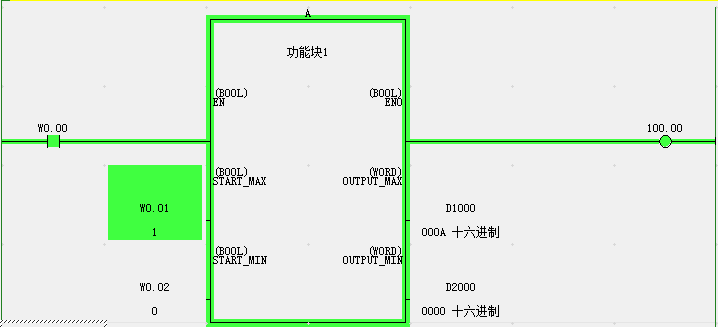 A
功能块1
(BOOL) (BOOL)
EN ENO
W0.00 100.00
(BOOL) (WORD)
START_MAX OUTPUT_MAX
W0.01 D1000
1 000A 十六进制
(BOOL) (WORD)
START_MIN OUTPUT_MIN
W0.02 D2000
0 0000 十六进制